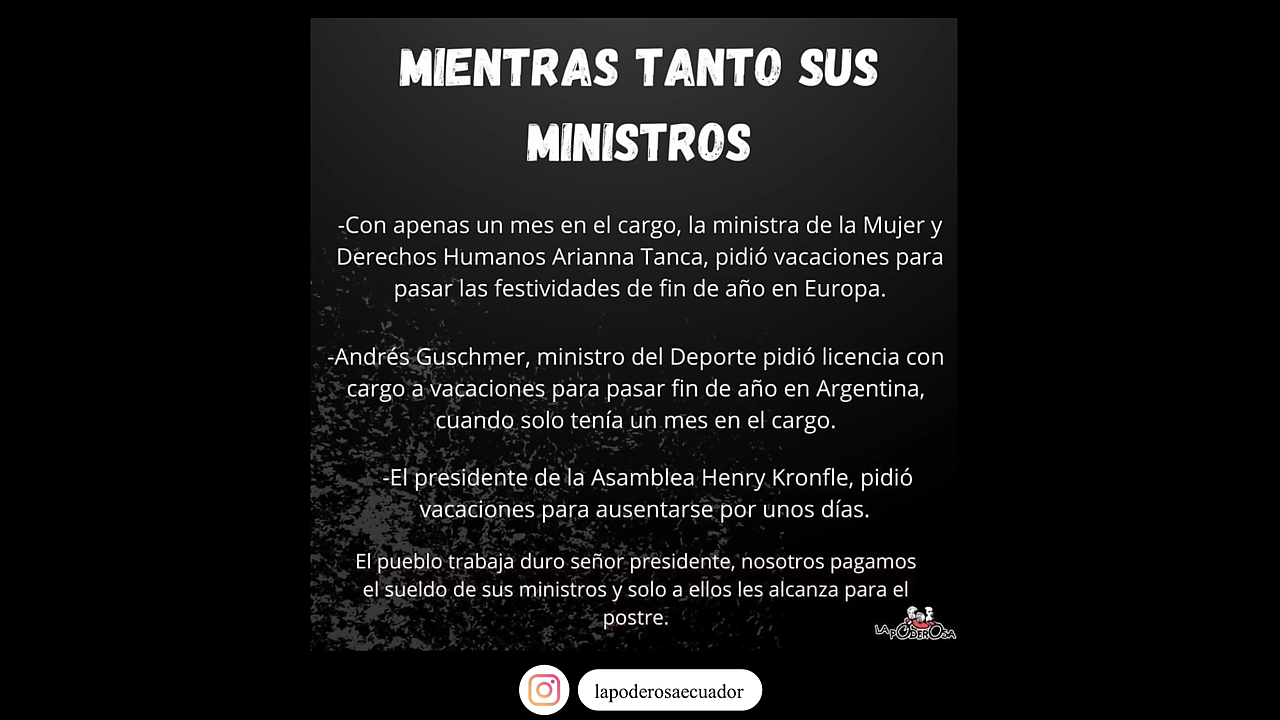 MIENTRAS TANTO SUS
MINISTROS
-Con apenas un mes en el cargo, la ministra de la Mujer y
Derechos Humanos Arianna Tanca, pidió vacaciones para
pasar las festividades de fin de año en Europa.
-Andrés Guschmer, ministro del Deporte pidió licencia con
cargo a vacaciones para pasar fin de año en Argentina,
cuando solo tenía un mes en el cargo.
-El presidente de la Asamblea Henry Kronfle, pidió
vacaciones para ausentarse por unos días.
El pueblo trabaja duro señor presidente, nosotros pagamos
el sueldo de sus ministros y solo a ellos les alcanza para el
postre.
LA PODEROSA
lapoderosaecuador